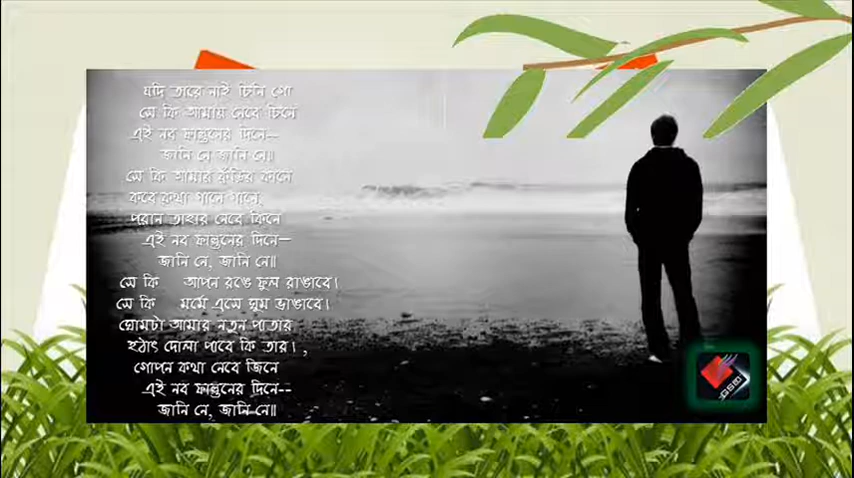 যদি তারে নাই চিনি গো
সে কি আমায় নেবে চিনে
এই নব ফাল্গুনের দিনে—
জানি নে জানি নে॥
সে কি আমার কুঁড়ির কানে
কবে কথা গানে গানে,
পরান তাহার নেবে কিনে
এই নব ফাল্গুনের দিনে—
জানি নে, জানি নে॥
সে কি আপন রঙে ফুল রাঙাবে।
সে কি মর্মে এসে ঘুম ভাঙাবে।
ঘোমটা আমার নতুন পাতার
হঠাৎ দোলা পাবে কি তার।,
গোপন কথা নেবে জিনে
এই নব ফাল্গুনের দিনে--
জানি নে, জানি নে॥